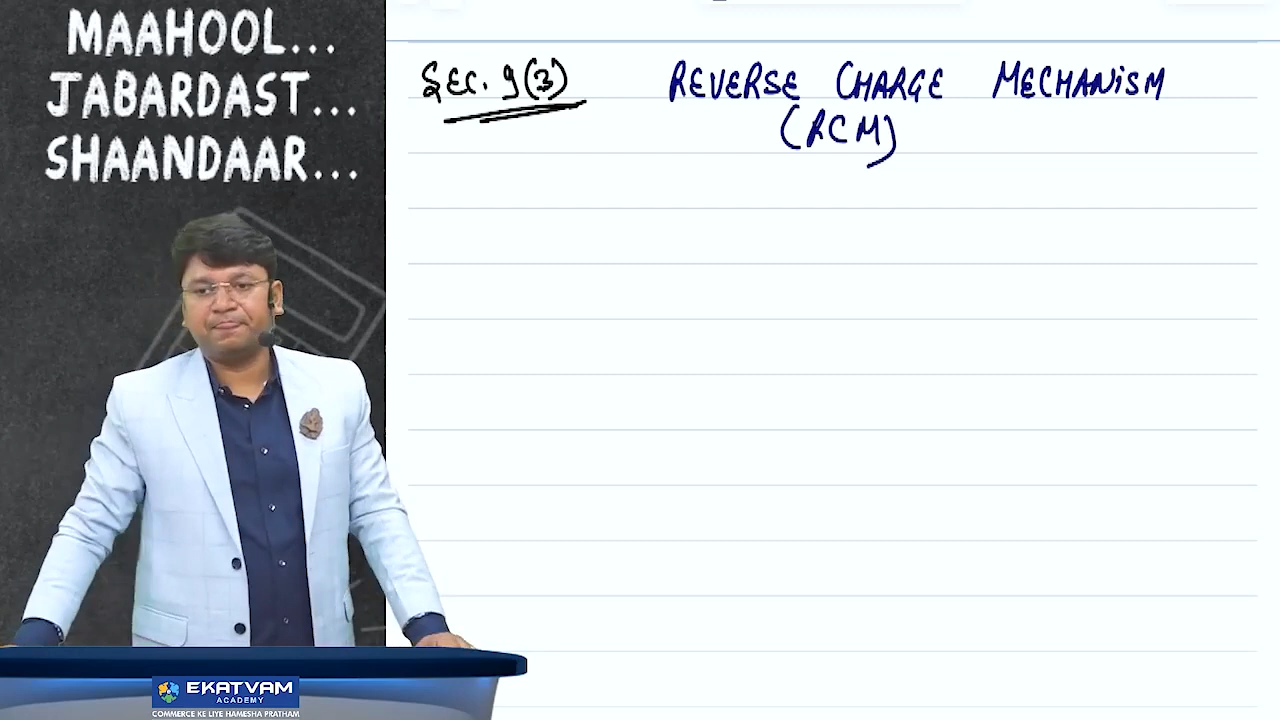 MAAHOOL...
JABARDAST...
SHAANDAAR...
SEC. 9(3)
REVERSE CHARGE MECHANISM
(RCM)
EKATVAM
ACADEMY
COMMERCE KE LIYE HAMESHA PRATHAM